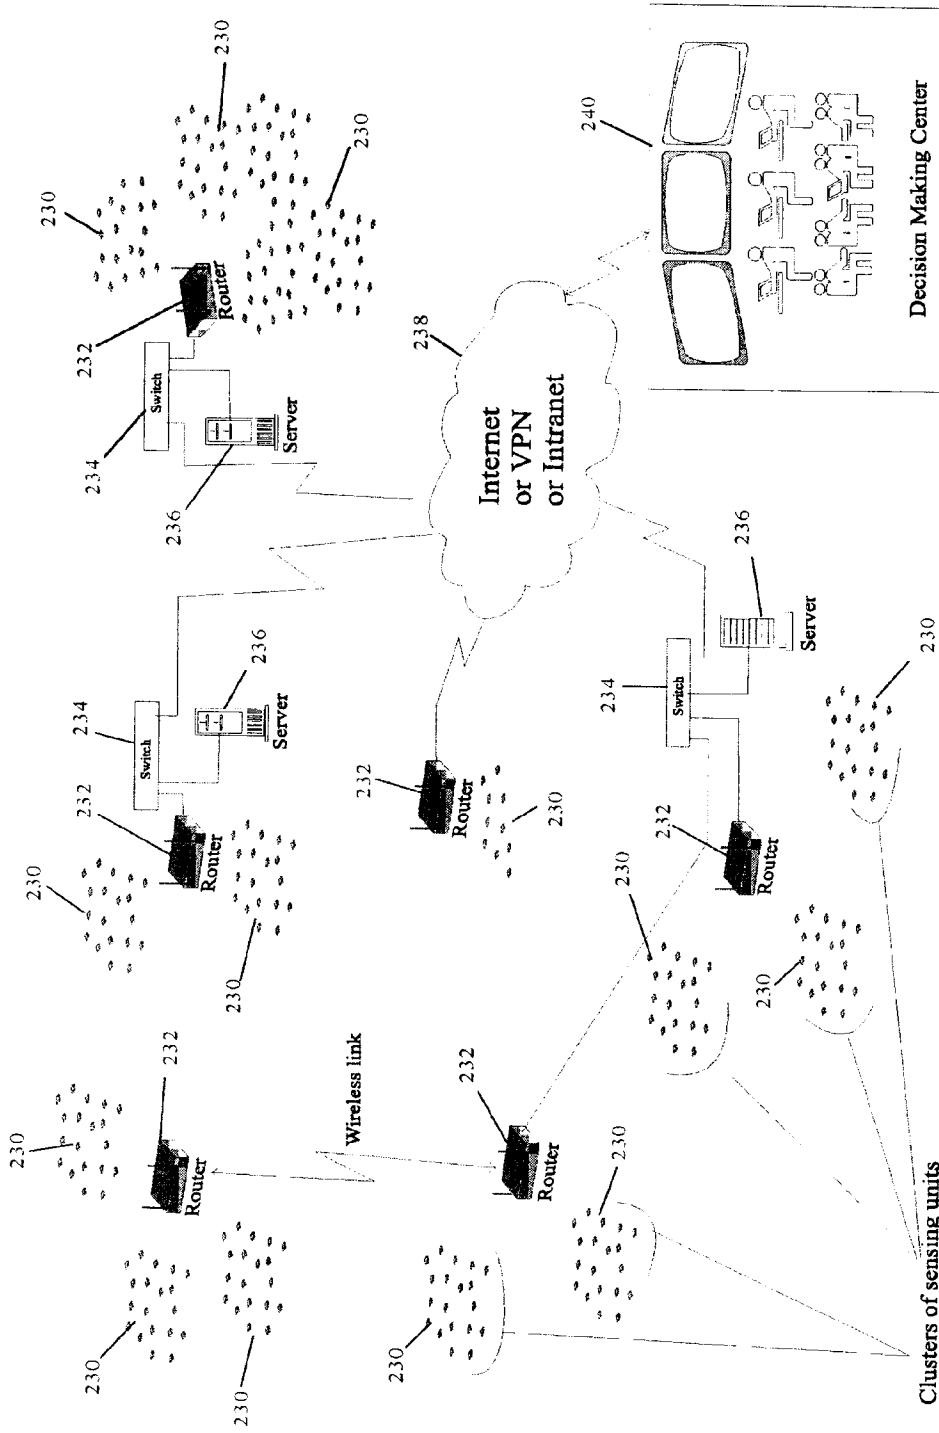 230
230
230
234
232
230
234
230
Switch
Switch
232
232
236
Router
Router
Router
230
230
236
Server
Server
Wireless link
232
230
230
238
Router
232
Internet
or VPN
or Intranet
Router
230
240
230
234
230
232
Switch
236
230
Router
Server
Decision Making Center
Clusters of sensing units
230